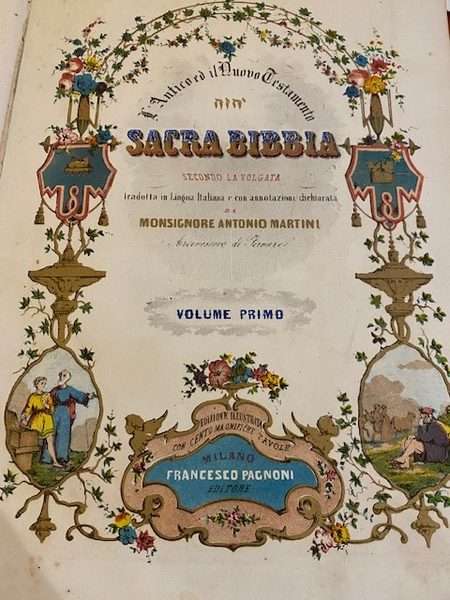 L'Antico ed il Nuovo Testamento
יהוה
SACRA BIBBIA
SECONDO LA VOLGATA
tradotta in lingua Italiana e con annotazioni dichiarata
DA
MONSIGNORE ANTONIO MARTINI
Arcivescovo di Firenze
VOLUME PRIMO
EDIZIONE ILLUSTRATA
CON CENTO MAGNIFICHE TAVOLE
MILANO
FRANCESCO PAGNONI
EDITORE